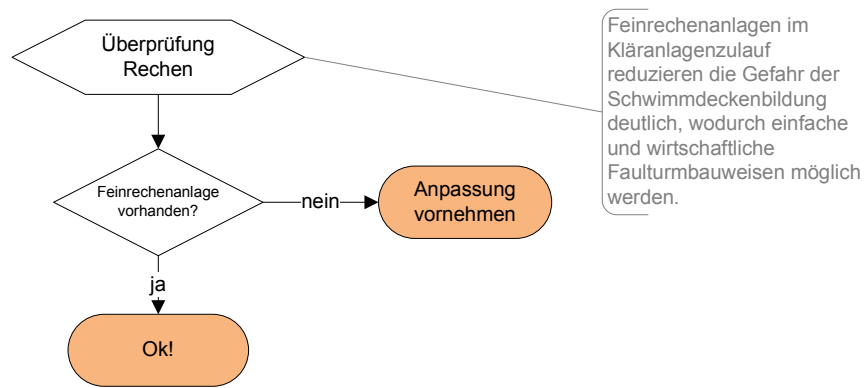 Überprüfung
Rechen
Feinrechenanlagen im
Kläranlagenzulauf
reduzieren die Gefahr der
Schwimmdeckenbildung
deutlich, wodurch einfache
und wirtschaftliche
Faulturmbauweisen möglich
werden.
Feinrechenanlage
vorhanden?
nein
Anpassung
vornehmen
ja
Ok!